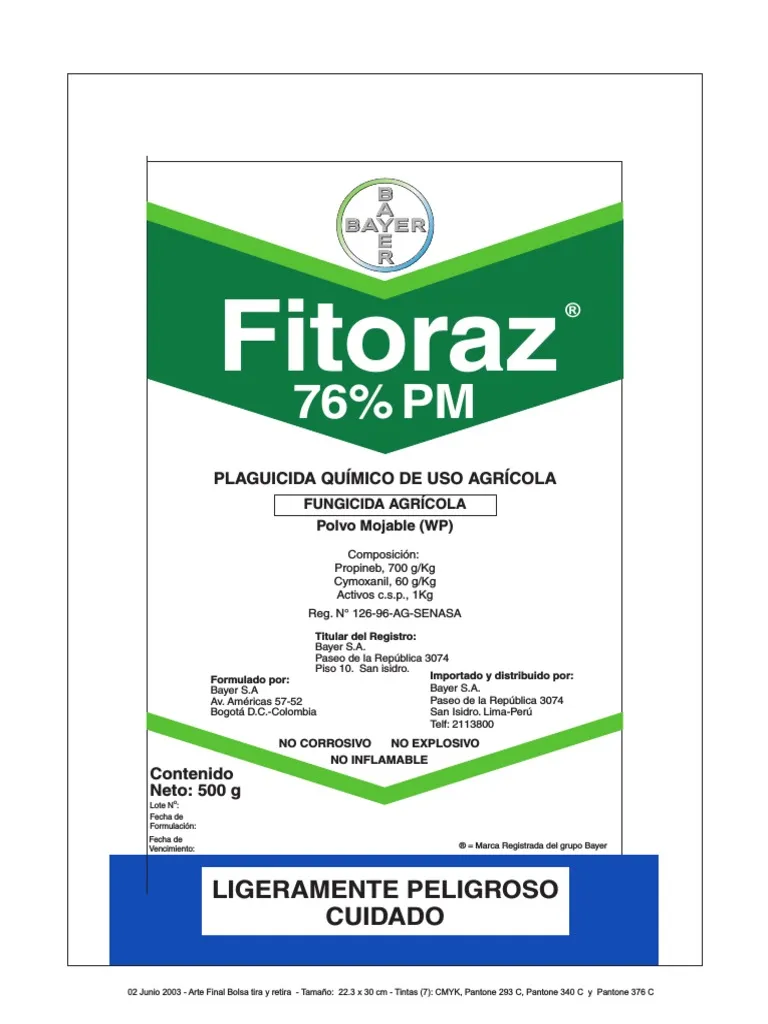 BAYER
BAYER
Fitoraz®
76% PM
PLAGUICIDA QUÍMICO DE USO AGRÍCOLA
FUNGICIDA AGRÍCOLA
Polvo Mojable (WP)
Composición:
Propineb, 700 g/Kg
Cymoxanil, 60 g/Kg
Activos c.s.p., 1Kg
Reg. N° 126-96-AG-SENASA
Titular del Registro:
Bayer S.A.
Paseo de la República 3074
Piso 10. San isidro.
Formulado por:
Bayer S.A
Av. Américas 57-52
Bogotá D.C.-Colombia
Importado y distribuido por:
Bayer S.A.
Paseo de la República 3074
San Isidro. Lima-Perú
Telf: 2113800
NO CORROSIVO NO EXPLOSIVO
NO INFLAMABLE
Contenido
Neto: 500 g
Lote Nº:
Fecha de
Formulación:
Fecha de
Vencimiento:
® = Marca Registrada del grupo Bayer
LIGERAMENTE PELIGROSO
CUIDADO
02 Junio 2003 - Arte Final Bolsa tira y retira - Tamaño: 22.3 x 30 cm - Tintas (7): CMYK, Pantone 293 C, Pantone 340 C y Pantone 376 C